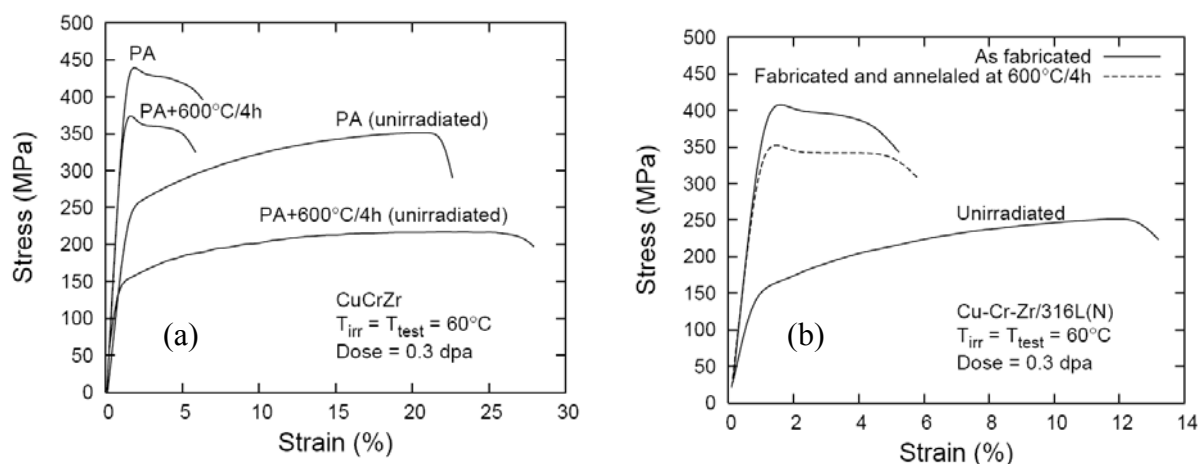 500
450
400
350
300
250
200
150
100
50
0
Stress (MPa)
PA
PA+600°C/4h
PA (unirradiated)
PA+600°C/4h (unirradiated)
CuCrZr
T_irr = T_test = 60°C
Dose = 0.3 dpa
(a)
0 5 10 15 20 25 30
Strain (%)
500
450
400
350
300
250
200
150
100
50
0
Stress (MPa)
As fabricated
Fabricated and annelaled at 600°C/4h
Unirradiated
Cu-Cr-Zr/316L(N)
T_irr = T_test = 60°C
Dose = 0.3 dpa
(b)
0 2 4 6 8 10 12 14
Strain (%)